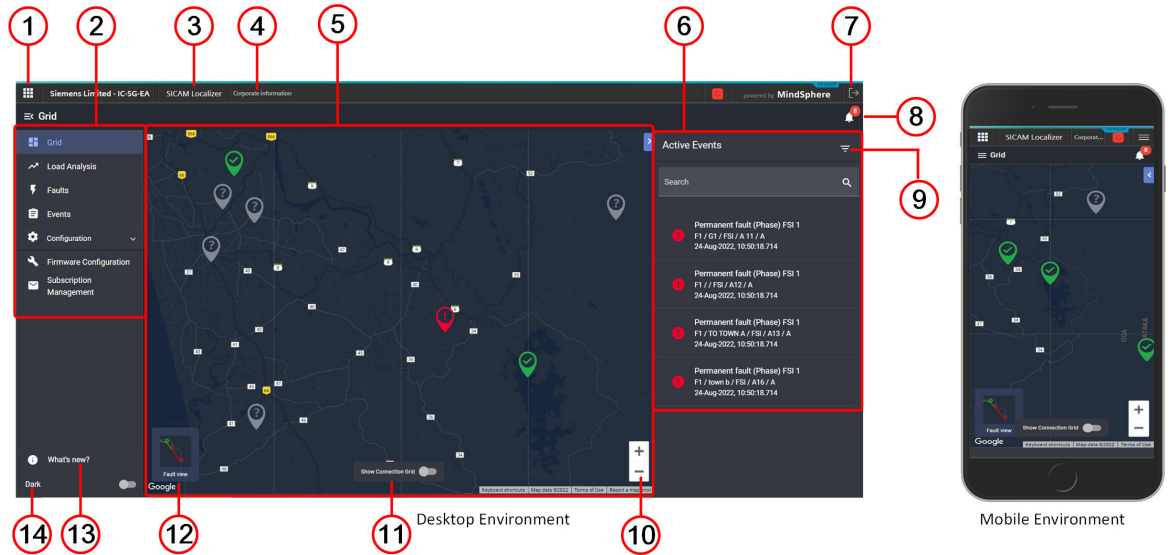 1
2
3
4
5
6
7
Siemens Limited - IC-SG-EA
SICAM Localizer
Corporate information
powered by MindSphere
Grid
8
8
Grid
Load Analysis
Faults
Events
Configuration
Firmware Configuration
Subscription
Management
What's new?
Dark
Active Events
9
Search
Permanent fault (Phase) FSI 1
F1 / G1 / FSI / A 11 / A
24-Aug-2022, 10:50:18.714
Permanent fault (Phase) FSI 1
F1 / / FSI / A12 / A
24-Aug-2022, 10:50:18.714
Permanent fault (Phase) FSI 1
F1 / TO TOWN A / FSI / A13 / A
24-Aug-2022, 10:50:18.714
Permanent fault (Phase) FSI 1
F1 / town b / FSI / A16 / A
24-Aug-2022, 10:50:18.714
Fault view
Google
Show Connection Grid
Keyboard shortcuts
Map data ©2022
Terms of Use
Report a map error
14
13
12
11
10
Desktop Environment
SICAM Localizer
Corporat...
Grid
8
GOA
ATAKA
Fault view
Show Connection Grid
Google
Keyboard shortcuts
Map data ©2022
Terms of Use
Mobile Environment